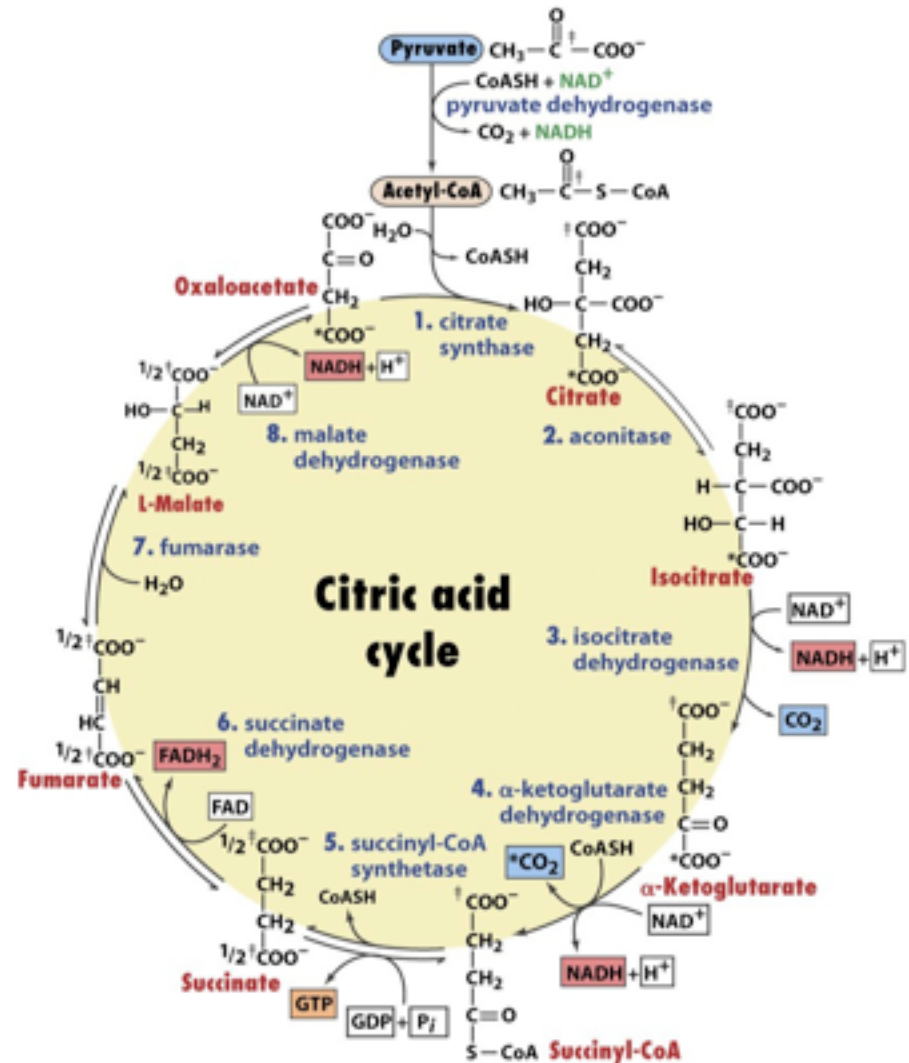 Pyruvate
O
CH₃—C‡—COO⁻
CoASH + NAD⁺
pyruvate dehydrogenase
CO₂ + NADH
Acetyl-CoA
O
CH₃—C‡—S—CoA
H₂O
CoASH
COO⁻
C=O
CH₂
*COO⁻
Oxaloacetate
1. citrate
synthase
‡COO⁻
CH₂
HO—C—COO⁻
CH₂
*COO⁻
Citrate
2. aconitase
‡COO⁻
CH₂
H—C—COO⁻
HO—C—H
*COO⁻
Isocitrate
3. isocitrate
dehydrogenase
NAD⁺
NADH + H⁺
CO₂
‡COO⁻
CH₂
CH₂
C=O
*COO⁻
α-Ketoglutarate
4. α-ketoglutarate
dehydrogenase
*CO₂
CoASH
NAD⁺
NADH + H⁺
‡COO⁻
CH₂
CH₂
C=O
S—CoA
Succinyl-CoA
5. succinyl-CoA
synthetase
CoASH
GTP
GDP + Pᵢ
1/2‡COO⁻
CH₂
CH₂
1/2‡COO⁻
Succinate
6. succinate
dehydrogenase
FADH₂
FAD
1/2‡COO⁻
CH
HC
1/2‡COO⁻
Fumarate
7. fumarase
H₂O
1/2‡COO⁻
HO—C—H
CH₂
1/2‡COO⁻
L-Malate
8. malate
dehydrogenase
NAD⁺
NADH + H⁺
Citric acid
cycle